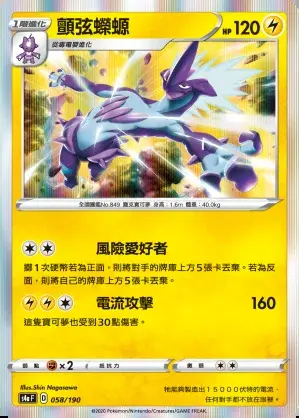 1階進化
顫弦蠑螈
HP 120
從毒電嬰進化
全國圖鑑No.849 龐克寶可夢 身高：1.6m 體重：40.0kg
風險愛好者
擲1次硬幣若為正面，則將對手的牌庫上方5張卡丟棄。若為反
面，則將自己的牌庫上方5張卡丟棄。
電流攻擊 160
這隻寶可夢也受到30點傷害。
弱點 ×2 抵抗力 撤退
Illus.Shin Nagasawa
s4a F D 058/190
牠能夠製造出15000伏特的電流。
任何對手都不放在眼裡。
©2020 Pokémon/Nintendo/Creatures/GAME FREAK.